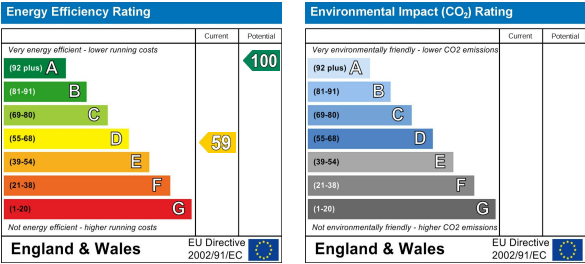 Energy Efficiency Rating
Current Potential
Very energy efficient - lower running costs
(92 plus) A
(81-91) B
(69-80) C
(55-68) D
(39-54) E
(21-38) F
(1-20) G
59
100
Not energy efficient - higher running costs
England & Wales
EU Directive
2002/91/EC
Environmental Impact (CO2) Rating
Current Potential
Very environmentally friendly - lower CO2 emissions
(92 plus) A
(81-91) B
(69-80) C
(55-68) D
(39-54) E
(21-38) F
(1-20) G
Not environmentally friendly - higher CO2 emissions
England & Wales
EU Directive
2002/91/EC